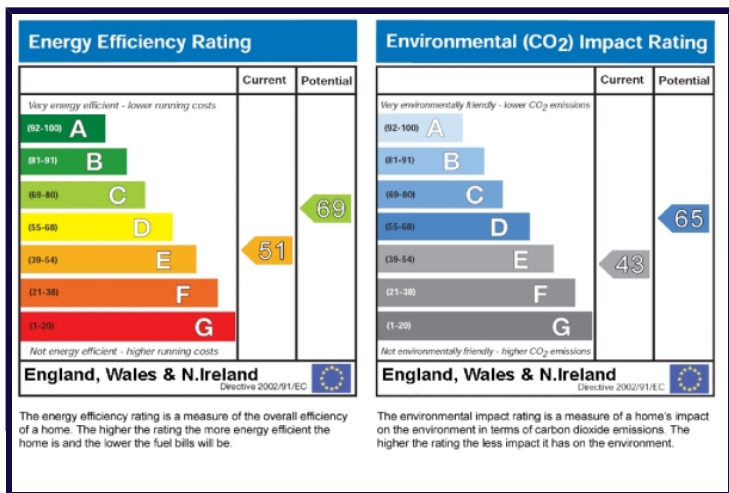 Energy Efficiency Rating
Current Potential
Very energy efficient - lower running costs
(92-100) A
(81-91) B
(69-80) C
69
(55-68) D
(39-54) E
51
(21-38) F
(1-20) G
Not energy efficient - higher running costs
England, Wales & N.Ireland
Directive 2002/91/EC
The energy efficiency rating is a measure of the overall efficiency
of a home. The higher the rating the more energy efficient the
home is and the lower the fuel bills will be.
Environmental (CO2) Impact Rating
Current Potential
Very environmentally friendly - lower CO2 emissions
(92-100) A
(81-91) B
(69-80) C
(55-68) D
65
(39-54) E
43
(21-38) F
(1-20) G
Not environmentally friendly - higher CO2 emissions
England, Wales & N.Ireland
Directive 2002/91/EC
The environmental impact rating is a measure of a home's impact
on the environment in terms of carbon dioxide emissions. The
higher the rating the less impact it has on the environment.